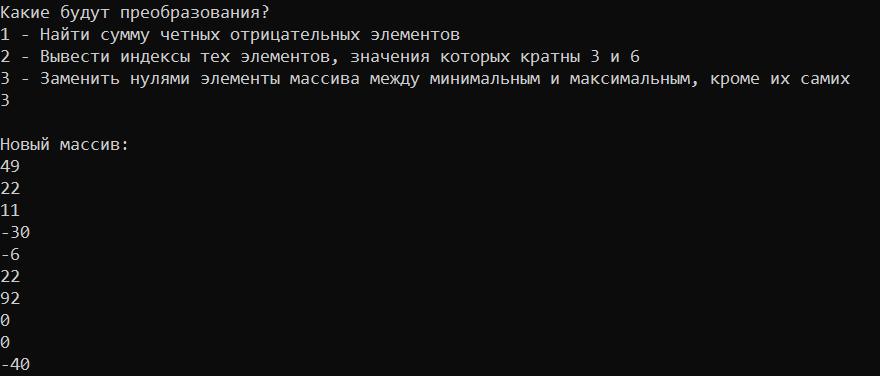 Какие будут преобразования?
1 - Найти сумму четных отрицательных элементов
2 - Вывести индексы тех элементов, значения которых кратны 3 и 6
3 - Заменить нулями элементы массива между минимальным и максимальным, кроме их самих
3
Новый массив:
49
22
11
-30
-6
22
92
0
0
-40